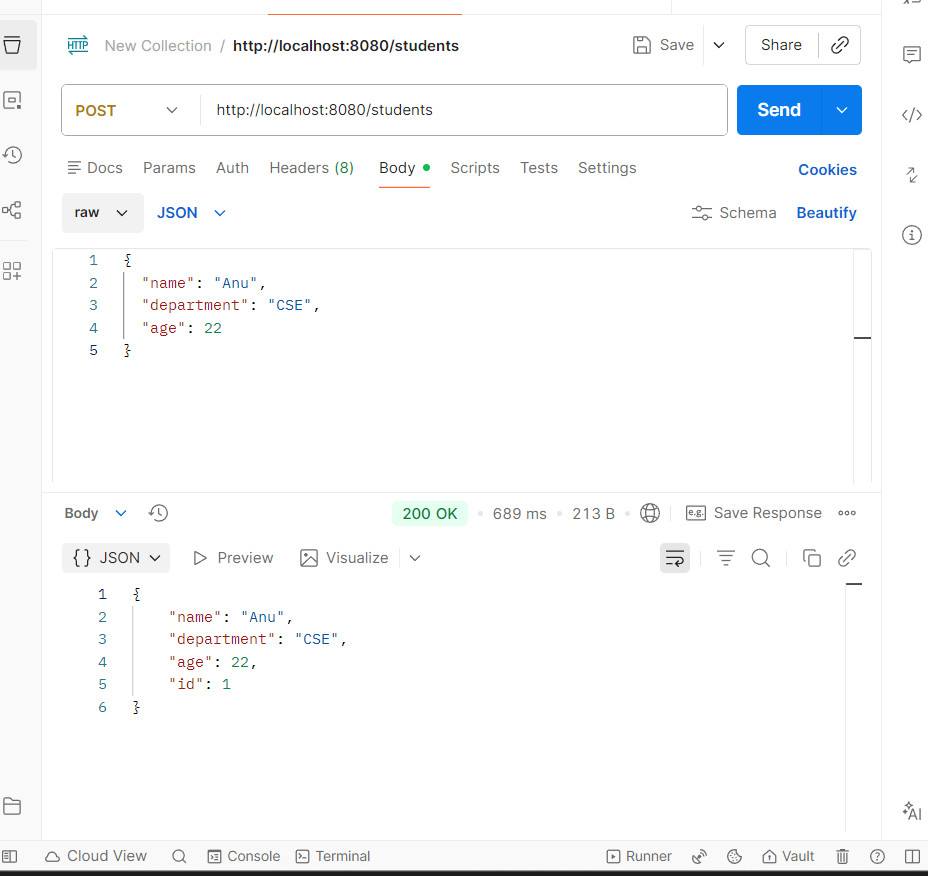 HTTP New Collection / http://localhost:8080/students Save Share
POST http://localhost:8080/students Send
Docs Params Auth Headers (8) Body Scripts Tests Settings Cookies
raw JSON Schema Beautify
1 {
2 "name": "Anu",
3 "department": "CSE",
4 "age": 22
5 }
Body 200 OK • 689 ms • 213 B • e.g. Save Response
{ } JSON Preview Visualize
1 {
2 "name": "Anu",
3 "department": "CSE",
4 "age": 22,
5 "id": 1
6 }
AI
Cloud View Console Terminal Runner Vault